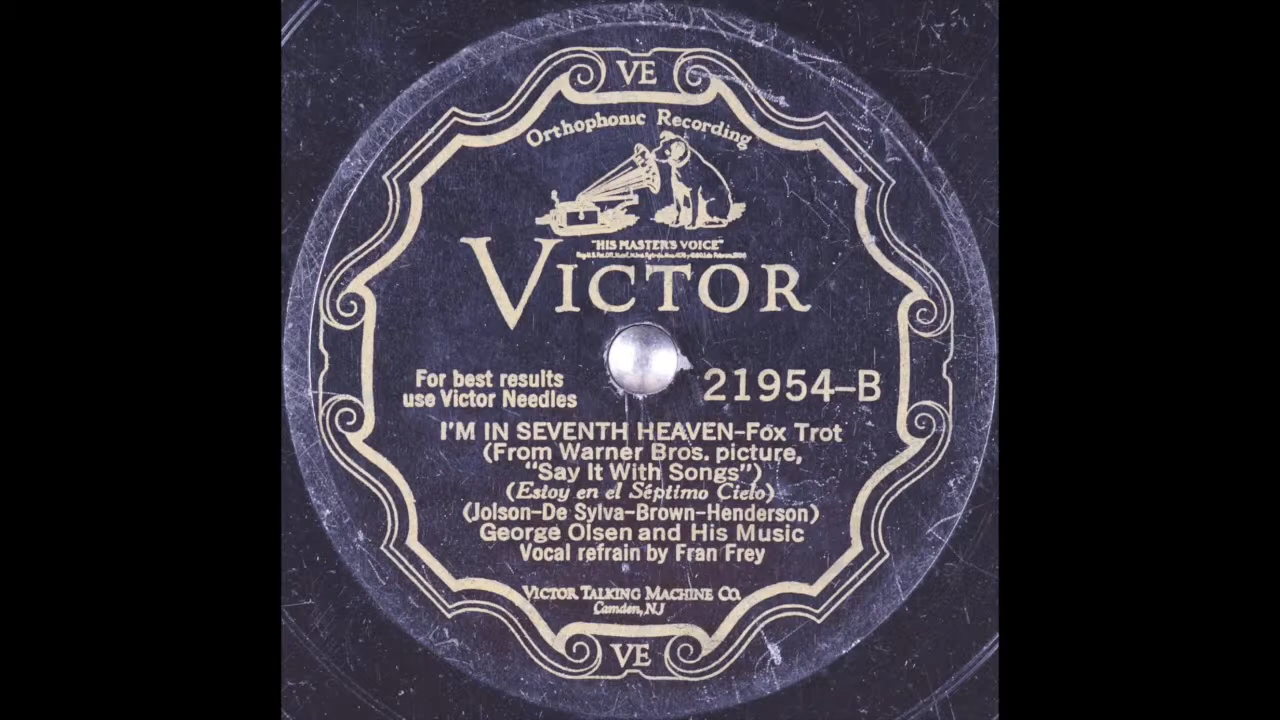 VE
Orthophonic Recording
"HIS MASTER'S VOICE"
VICTOR
For best results
use Victor Needles
21954-B
I'M IN SEVENTH HEAVEN-Fox Trot
(From Warner Bros. picture,
"Say It With Songs")
(Estoy en el Séptimo Cielo)
(Jolson-De Sylva-Brown-Henderson)
George Olsen and His Music
Vocal refrain by Fran Frey
VICTOR TALKING MACHINE CO.
Camden, NJ
VE